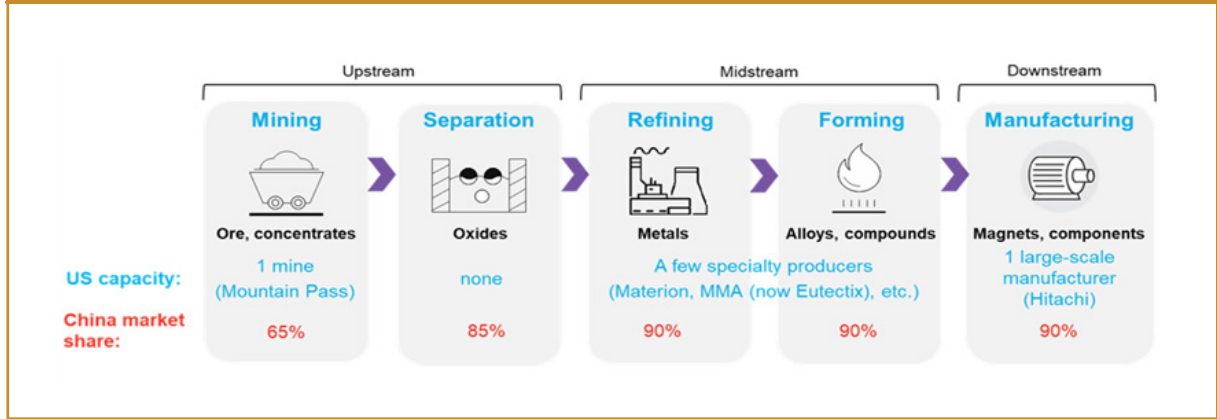 Upstream
Midstream
Downstream
Mining
Separation
Refining
Forming
Manufacturing
Ore, concentrates
Oxides
Metals
Alloys, compounds
Magnets, components
US capacity:
1 mine
(Mountain Pass)
none
A few specialty producers
(Materion, MMA (now Eutectix), etc.)
1 large-scale
manufacturer
(Hitachi)
China market
share:
65%
85%
90%
90%
90%